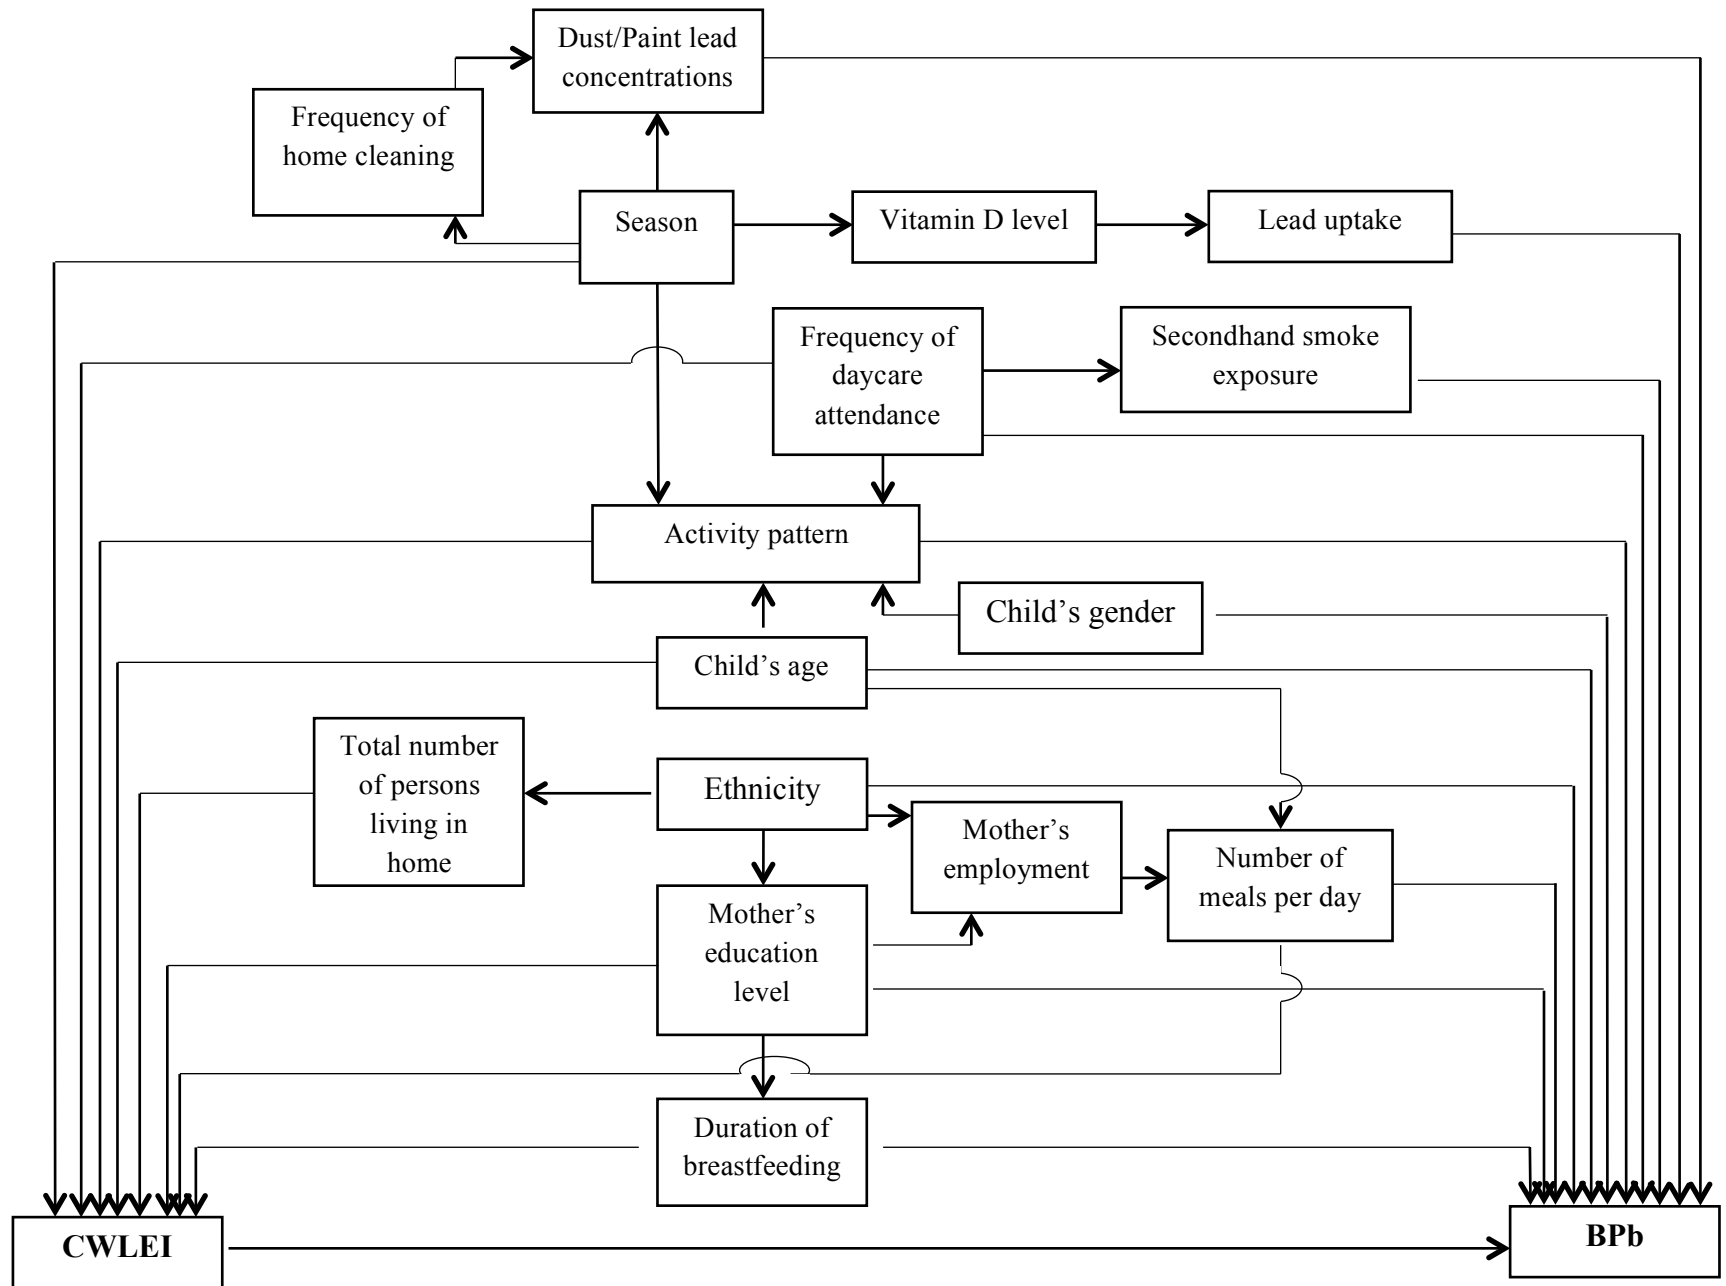 Dust/Paint lead
concentrations
Frequency of
home cleaning
Season
Vitamin D level
Lead uptake
Frequency of
daycare
attendance
Secondhand smoke
exposure
Activity pattern
Child’s gender
Child’s age
Total number
of persons
living in
home
Ethnicity
Mother’s
employment
Number of
meals per day
Mother’s
education
level
Duration of
breastfeeding
CWLEI
BPb